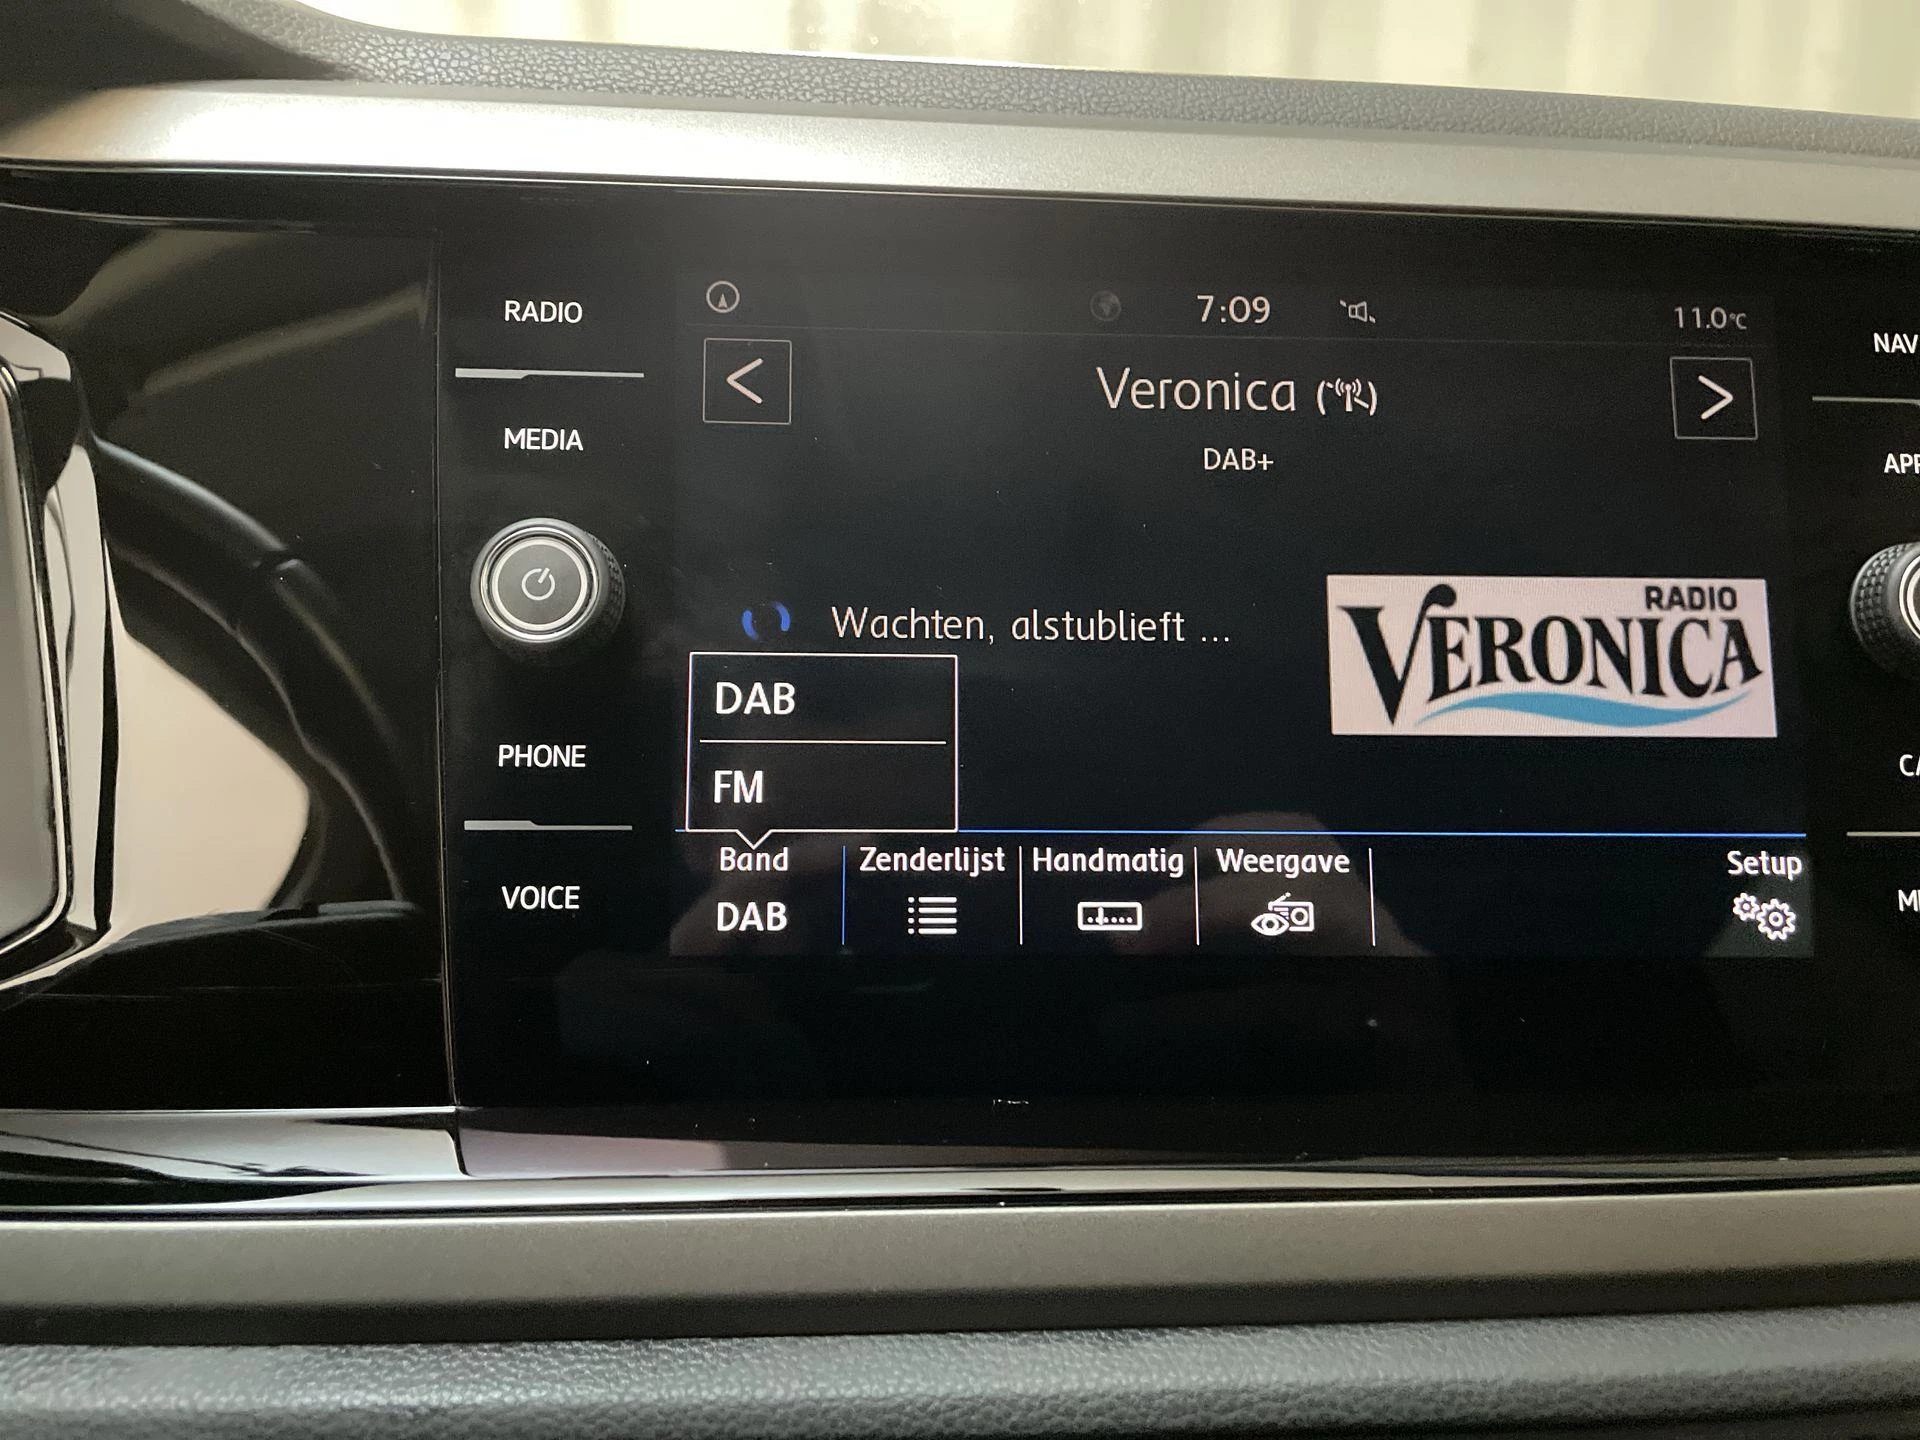 RADIO
MEDIA
PHONE
VOICE
7:09
11.0°C
<
Veronica
>
DAB+
Wachten, alstublieft ...
RADIO
VERONICA
DAB
FM
Band
DAB
Zenderlijst
Handmatig
Weergave
Setup
NAV